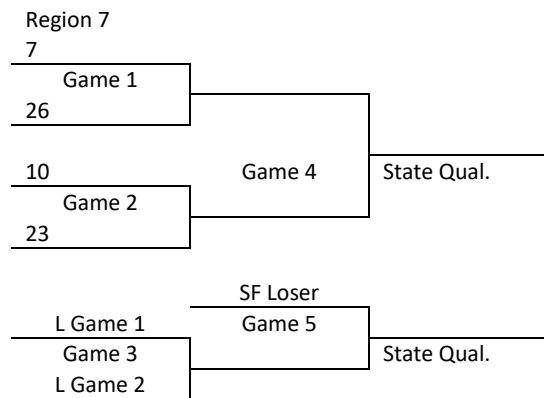 Region 7
7
Game 1
26
10
Game 4
State Qual.
Game 2
23
SF Loser
L Game 1
Game 5
Game 3
State Qual.
L Game 2